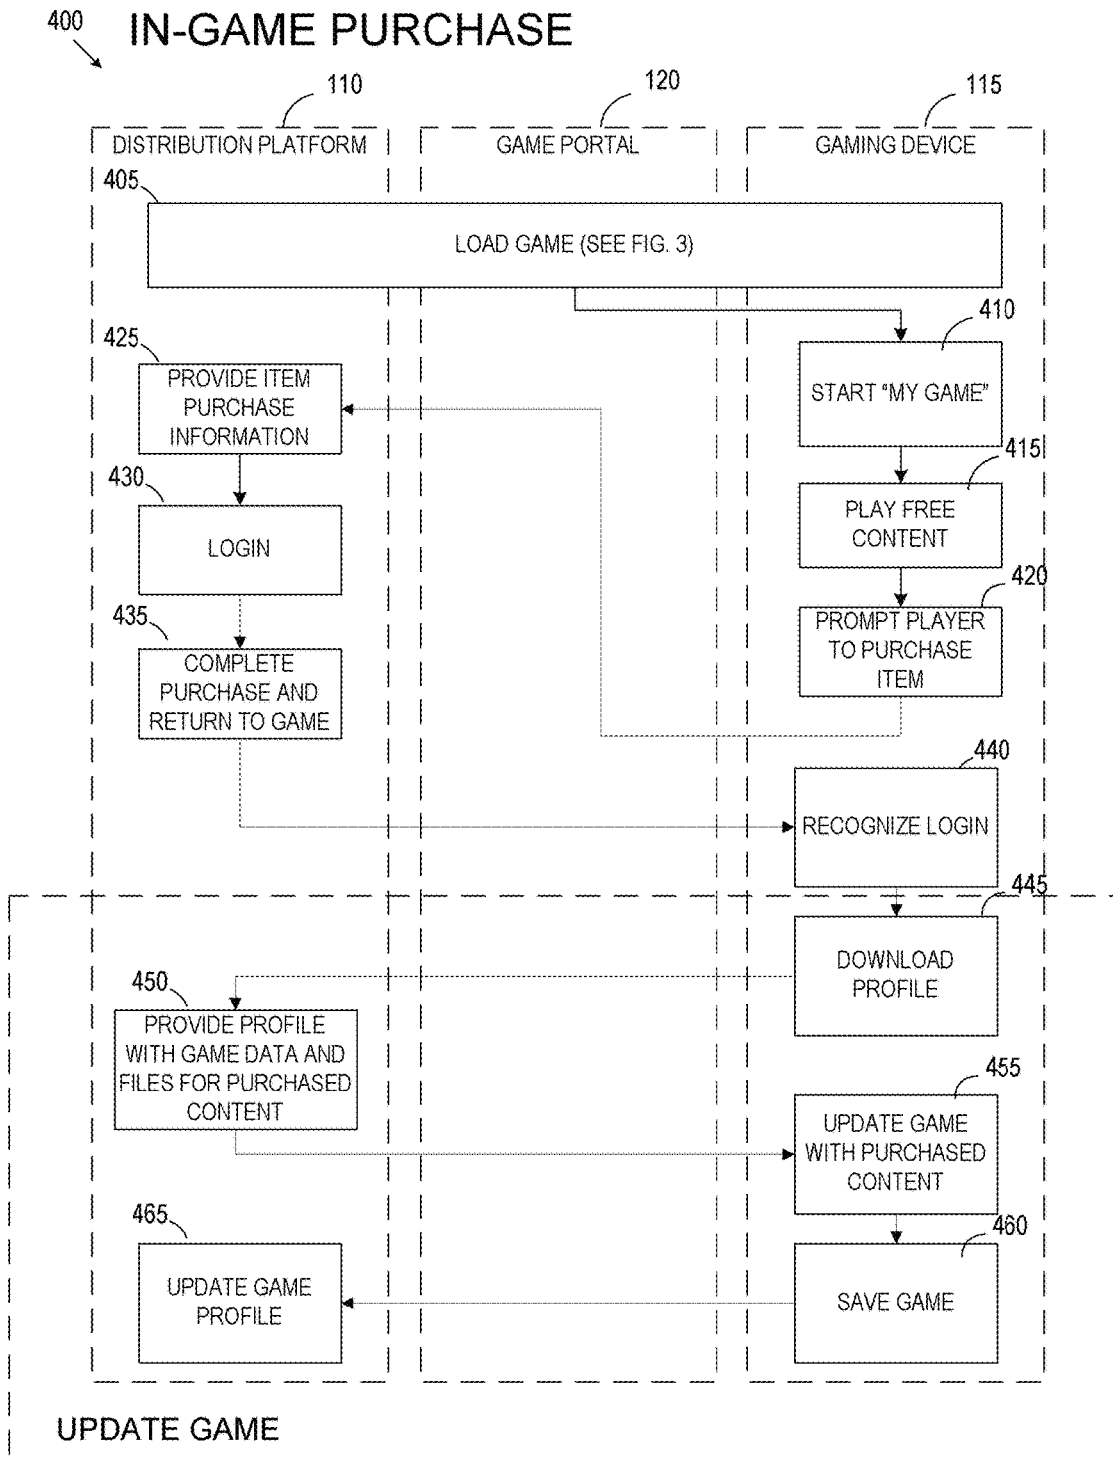 400
IN-GAME PURCHASE
110
120
115
DISTRIBUTION PLATFORM
GAME PORTAL
GAMING DEVICE
405
LOAD GAME (SEE FIG. 3)
410
START “MY GAME”
415
PLAY FREE
CONTENT
420
PROMPT PLAYER
TO PURCHASE
ITEM
425
PROVIDE ITEM
PURCHASE
INFORMATION
430
LOGIN
435
COMPLETE
PURCHASE AND
RETURN TO GAME
440
RECOGNIZE LOGIN
445
DOWNLOAD
PROFILE
450
PROVIDE PROFILE
WITH GAME DATA AND
FILES FOR PURCHASED
CONTENT
455
UPDATE GAME
WITH PURCHASED
CONTENT
460
SAVE GAME
465
UPDATE GAME
PROFILE
UPDATE GAME